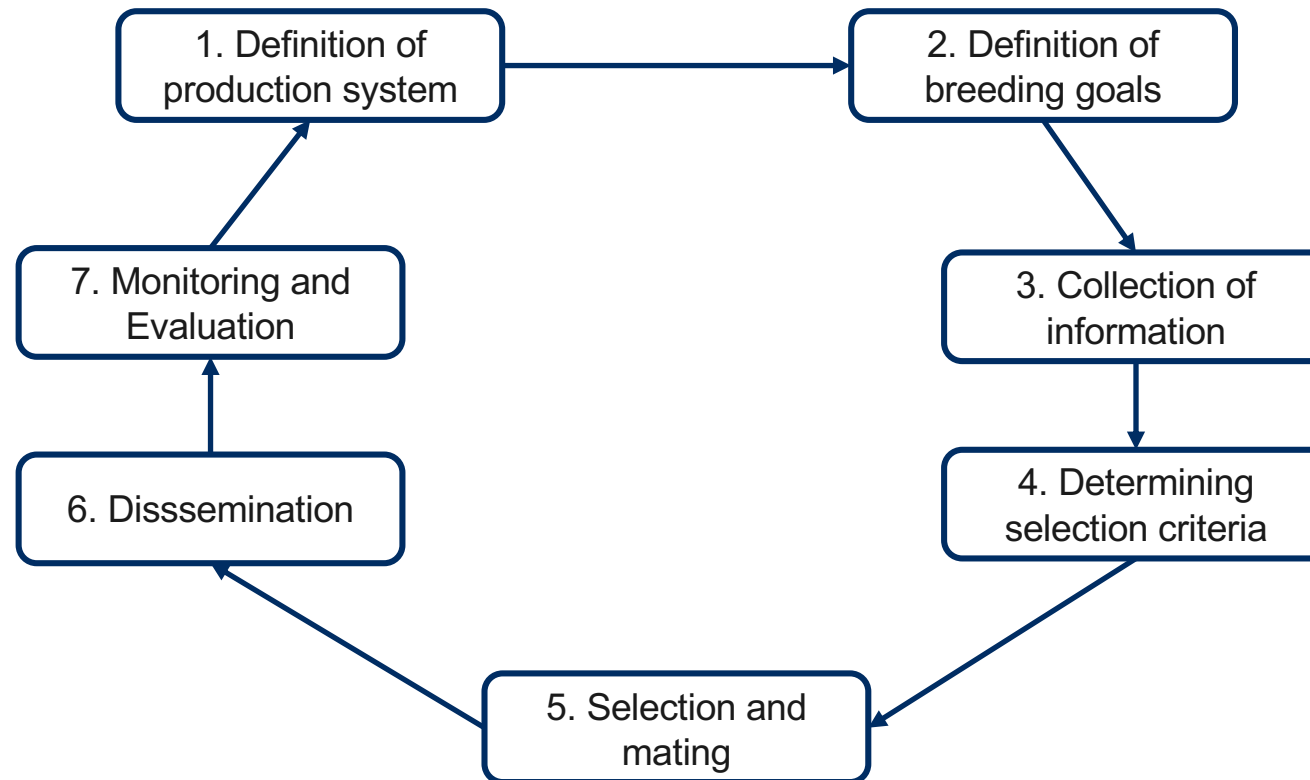 1. Definition of
production system
2. Definition of
breeding goals
3. Collection of
information
4. Determining
selection criteria
5. Selection and
mating
6. Disssemination
7. Monitoring and
Evaluation